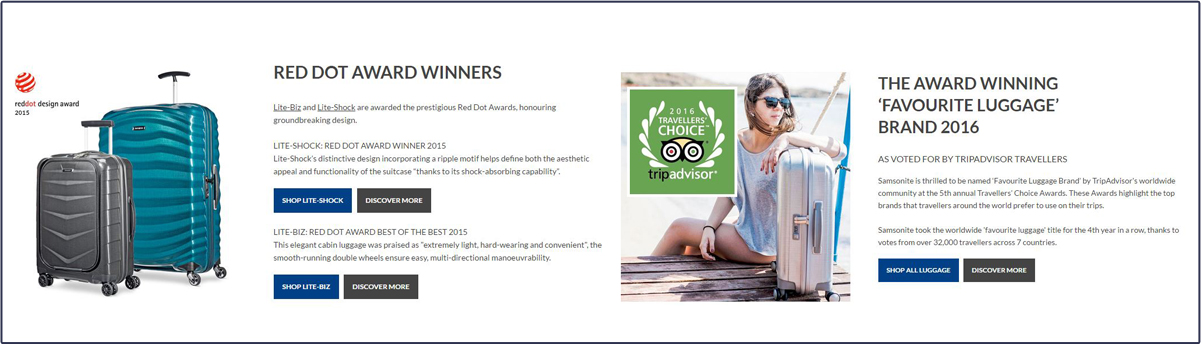 reddot design award
2015
RED DOT AWARD WINNERS
Lite-Biz and Lite-Shock are awarded the prestigious Red Dot Awards, honouring
groundbreaking design.
LITE-SHOCK: RED DOT AWARD WINNER 2015
Lite-Shock's distinctive design incorporating a ripple motif helps define both the aesthetic
appeal and functionality of the suitcase "thanks to its shock-absorbing capability".
SHOP LITE-SHOCK
DISCOVER MORE
LITE-BIZ: RED DOT AWARD BEST OF THE BEST 2015
This elegant cabin luggage was praised as "extremely light, hard-wearing and convenient", the
smooth-running double wheels ensure easy, multi-directional manoeuvrability.
SHOP LITE-BIZ
DISCOVER MORE
2016
TRAVELLERS'
CHOICE™
tripadvisor®
THE AWARD WINNING
'FAVOURITE LUGGAGE'
BRAND 2016
AS VOTED FOR BY TRIPADVISOR TRAVELLERS
Samsonite is thrilled to be named 'Favourite Luggage Brand' by TripAdvisor's worldwide
community at the 5th annual Travellers' Choice Awards. These Awards highlight the top
brands that travellers around the world prefer to use on their trips.
Samsonite took the worldwide 'favourite luggage' title for the 4th year in a row, thanks to
votes from over 32,000 travellers across 7 countries.
SHOP ALL LUGGAGE
DISCOVER MORE